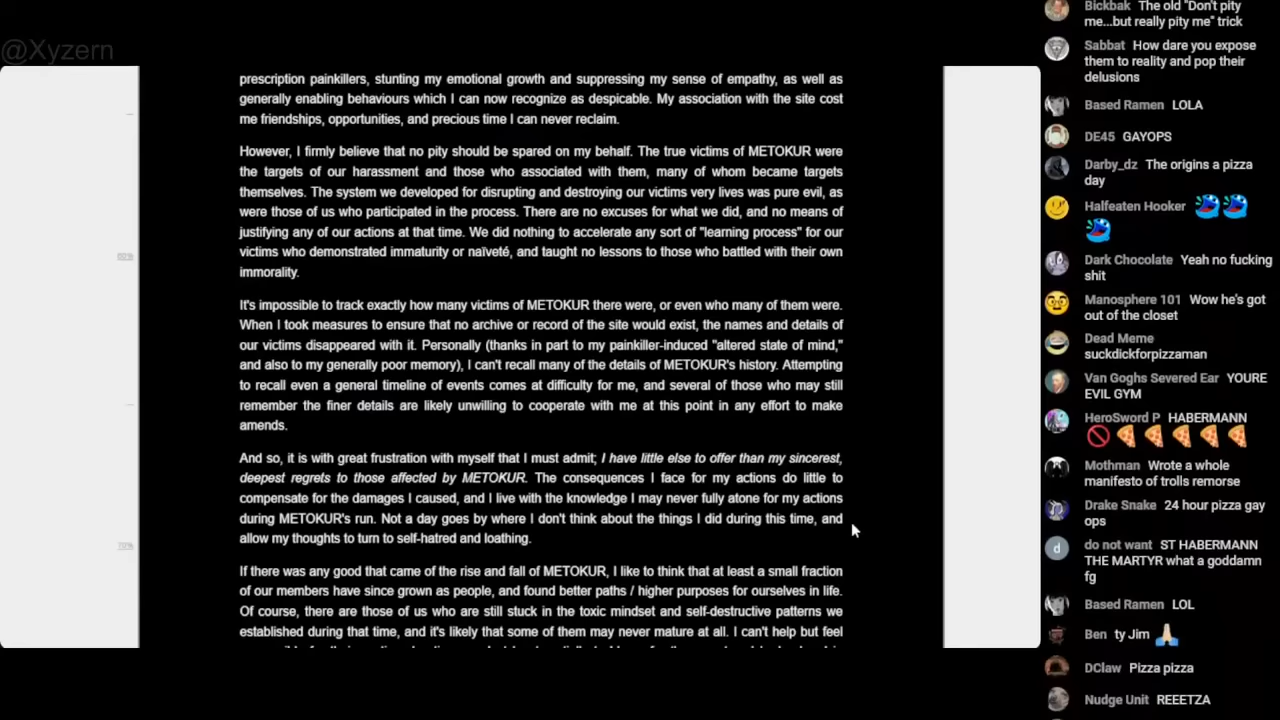 @Xyzern
prescription painkillers, stunting my emotional growth and suppressing my sense of empathy, as well as
generally enabling behaviours which I can now recognize as despicable. My association with the site cost
me friendships, opportunities, and precious time I can never reclaim.
However, I firmly believe that no pity should be spared on my behalf. The true victims of METOKUR were
the targets of our harassment and those who associated with them, many of whom became targets
themselves. The system we developed for disrupting and destroying our victims very lives was pure evil, as
were those of us who participated in the process. There are no excuses for what we did, and no means of
justifying any of our actions at that time. We did nothing to accelerate any sort of "learning process" for our
victims who demonstrated immaturity or naïveté, and taught no lessons to those who battled with their own
immorality.
It's impossible to track exactly how many victims of METOKUR there were, or even who many of them were.
When I took measures to ensure that no archive or record of the site would exist, the names and details of
our victims disappeared with it. Personally (thanks in part to my painkiller-induced "altered state of mind,"
and also to my generally poor memory), I can't recall many of the details of METOKUR's history. Attempting
to recall even a general timeline of events comes at difficulty for me, and several of those who may still
remember the finer details are likely unwilling to cooperate with me at this point in any effort to make
amends.
And so, it is with great frustration with myself that I must admit; I have little else to offer than my sincerest,
deepest regrets to those affected by METOKUR. The consequences I face for my actions do little to
compensate for the damages I caused, and I live with the knowledge I may never fully atone for my actions
during METOKUR's run. Not a day goes by where I don't think about the things I did during this time, and
allow my thoughts to turn to self-hatred and loathing.
If there was any good that came of the rise and fall of METOKUR, I like to think that at least a small fraction
of our members have since grown as people, and found better paths / higher purposes for ourselves in life.
Of course, there are those of us who are still stuck in the toxic mindset and self-destructive patterns we
established during that time, and it's likely that some of them may never mature at all. I can't help but feel
Bickbak The old "Don't pity
me...but really pity me" trick
Sabbat How dare you expose
them to reality and pop their
delusions
Based Ramen LOLA
DE45 GAYOPS
Darby_dz The origins a pizza
day
Halfeaten Hooker
Dark Chocolate Yeah no fucking
shit
Manosphere 101 Wow he's got
out of the closet
Dead Meme
suckdickforpizzaman
Van Goghs Severed Ear YOURE
EVIL GYM
HeroSword P HABERMANN
🚫🍕🍕🍕🍕🍕
Mothman Wrote a whole
manifesto of trolls remorse
Drake Snake 24 hour pizza gay
ops
d
do not want ST HABERMANN
THE MARTYR what a goddamn
fg
Based Ramen LOL
Ben ty Jim 🙏🏻
DClaw Pizza pizza
Nudge Unit REEETZA